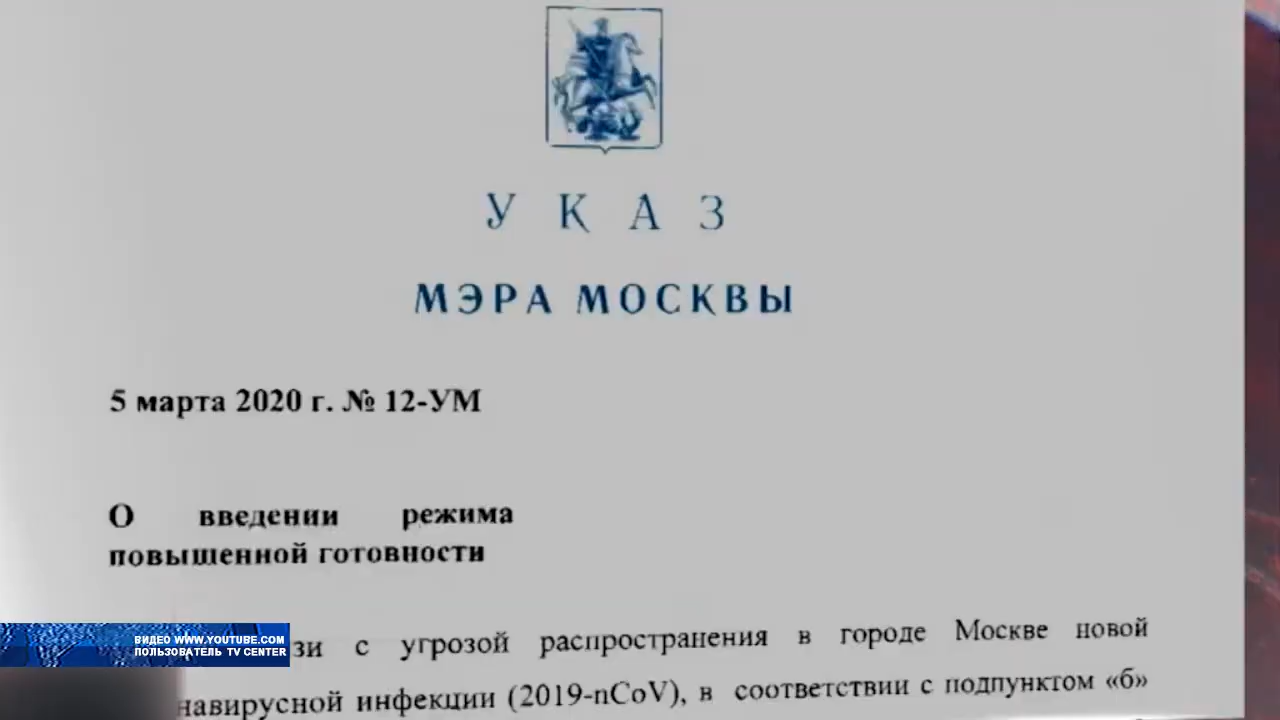 УКАЗ
МЭРА МОСКВЫ
5 марта 2020 г. № 12-УМ
О введении режима
повышенной готовности
зи с угрозой распространения в городе Москве новой
навирусной инфекции (2019-nCoV), в соответствии с подпунктом «б»
ВИДЕО WWW.YOUTUBE.COM
ПОЛЬЗОВАТЕЛЬ TV CENTER